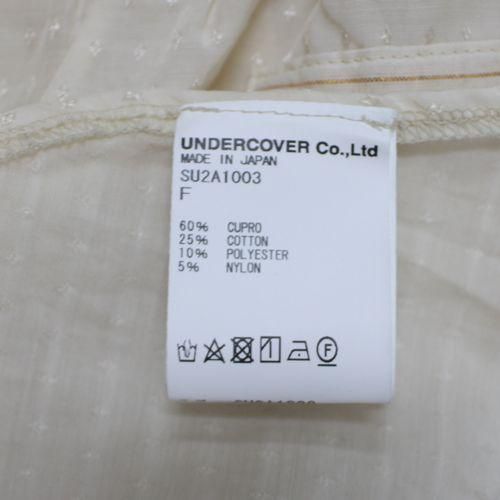 UNDERCOVER Co.,Ltd
MADE IN JAPAN
SU2A1003
F
60% CUPRO
25% COTTON
10% POLYESTER
5% NYLON
F